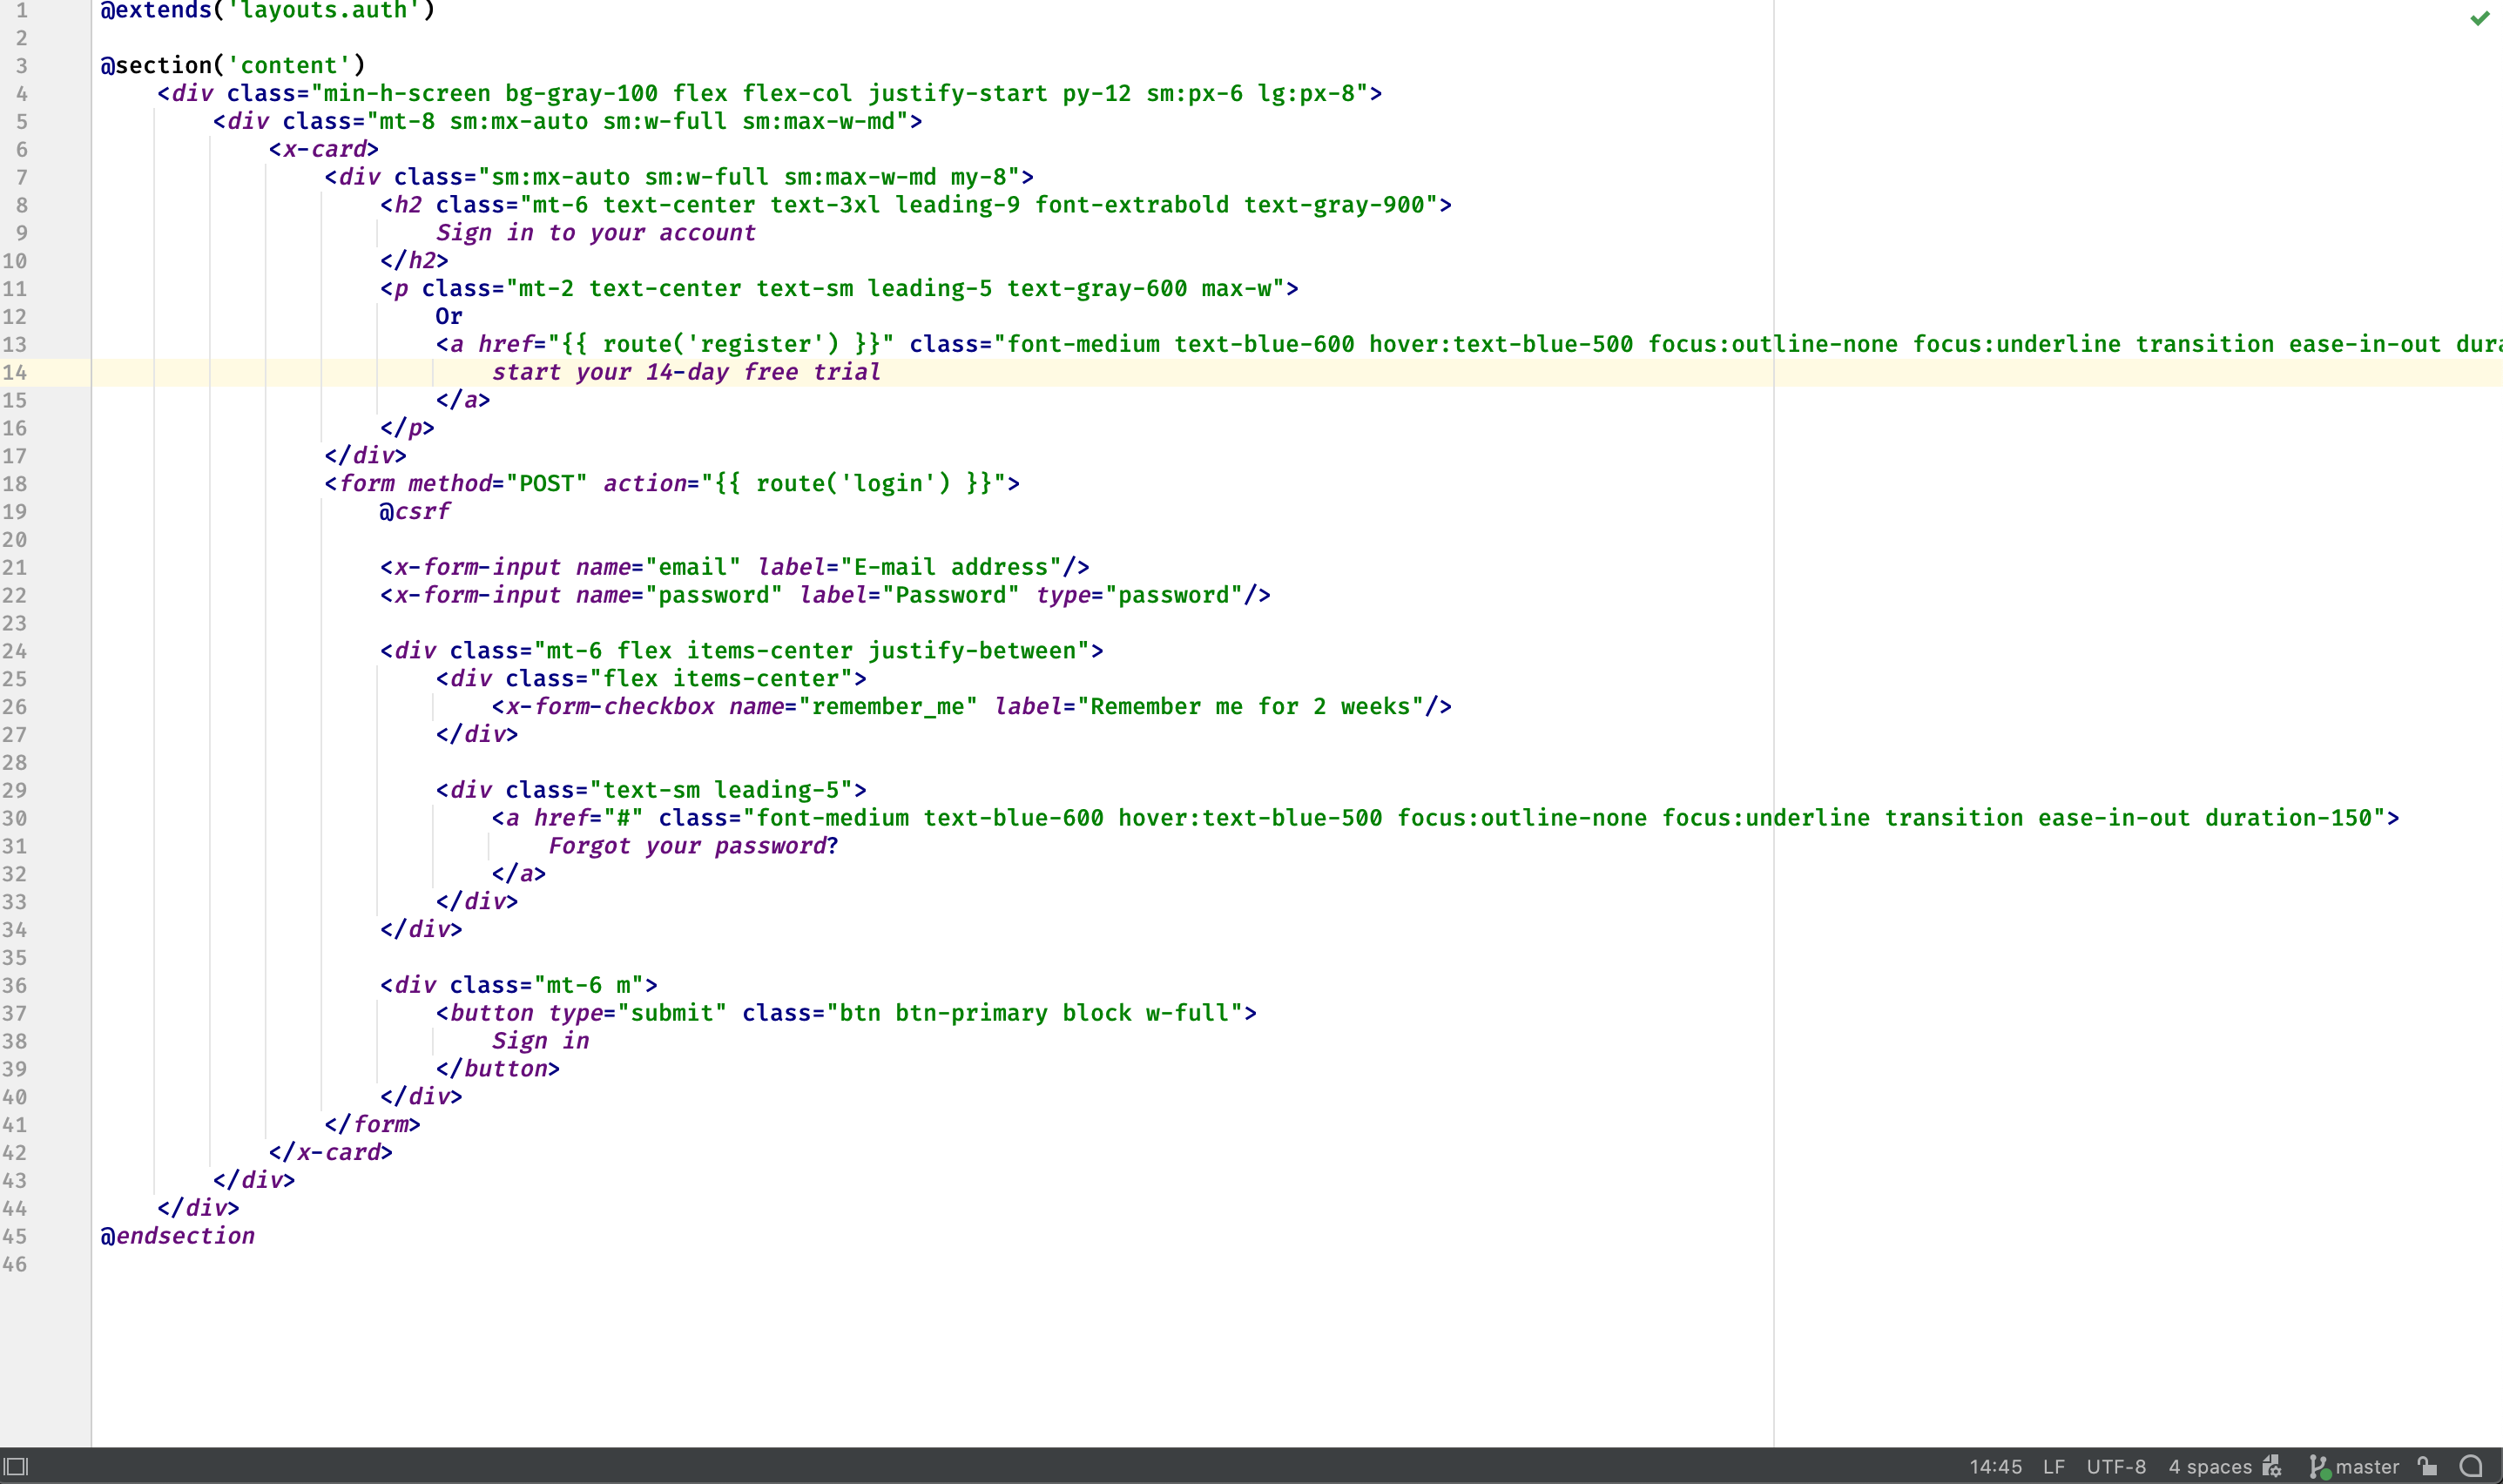 1 @extends('layouts.auth')
2
3 @section('content')
4     <div class="min-h-screen bg-gray-100 flex flex-col justify-start py-12 sm:px-6 lg:px-8">
5         <div class="mt-8 sm:mx-auto sm:w-full sm:max-w-md">
6             <x-card>
7                 <div class="sm:mx-auto sm:w-full sm:max-w-md my-8">
8                     <h2 class="mt-6 text-center text-3xl leading-9 font-extrabold text-gray-900">
9                         Sign in to your account
10                     </h2>
11                     <p class="mt-2 text-center text-sm leading-5 text-gray-600 max-w">
12                         Or
13                         <a href="{{ route('register') }}" class="font-medium text-blue-600 hover:text-blue-500 focus:outline-none focus:underline transition ease-in-out
14                             start your 14-day free trial
15                         </a>
16                     </p>
17                 </div>
18                 <form method="POST" action="{{ route('login') }}">
19                     @csrf
20
21                     <x-form-input name="email" label="E-mail address"/>
22                     <x-form-input name="password" label="Password" type="password"/>
23
24                     <div class="mt-6 flex items-center justify-between">
25                         <div class="flex items-center">
26                             <x-form-checkbox name="remember_me" label="Remember me for 2 weeks"/>
27                         </div>
28
29                         <div class="text-sm leading-5">
30                             <a href="#" class="font-medium text-blue-600 hover:text-blue-500 focus:outline-none focus:underline transition ease-in-out duration-150">
31                                 Forgot your password?
32                             </a>
33                         </div>
34                     </div>
35
36                     <div class="mt-6 m">
37                         <button type="submit" class="btn btn-primary block w-full">
38                             Sign in
39                         </button>
40                     </div>
41                 </form>
42             </x-card>
43         </div>
44     </div>
45 @endsection
46
14:45 LF UTF-8 4 spaces master